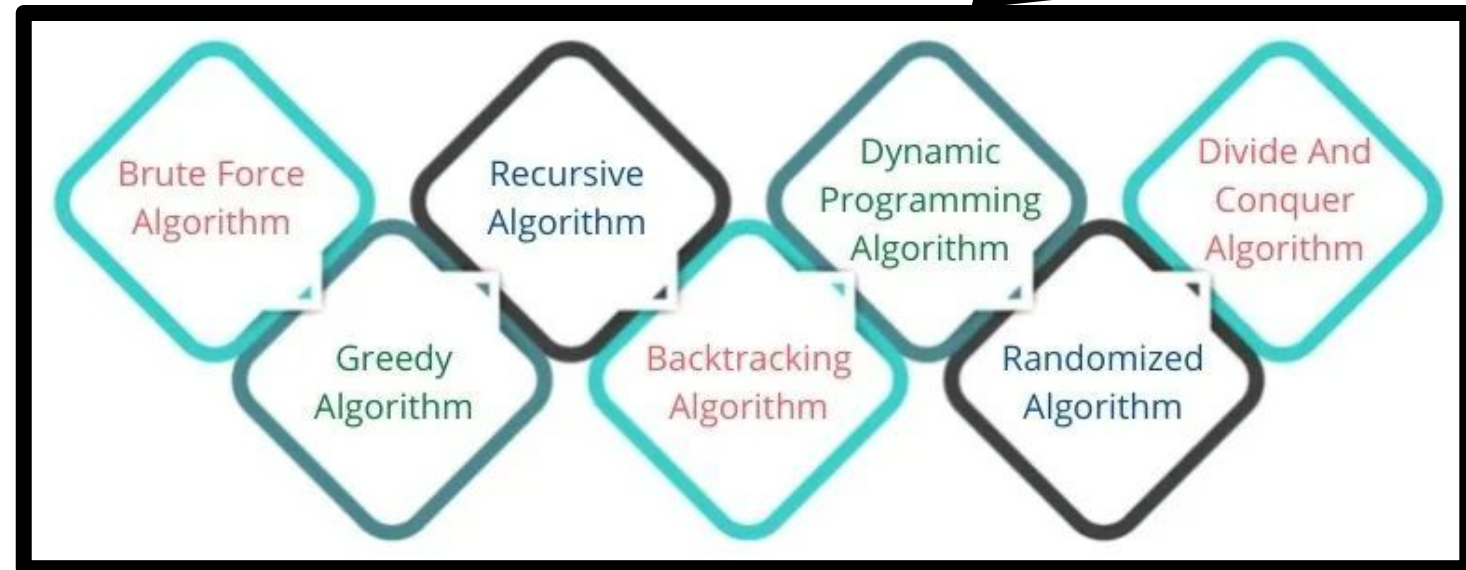 Brute Force
Algorithm
Greedy
Algorithm
Recursive
Algorithm
Backtracking
Algorithm
Dynamic
Programming
Algorithm
Randomized
Algorithm
Divide And
Conquer
Algorithm